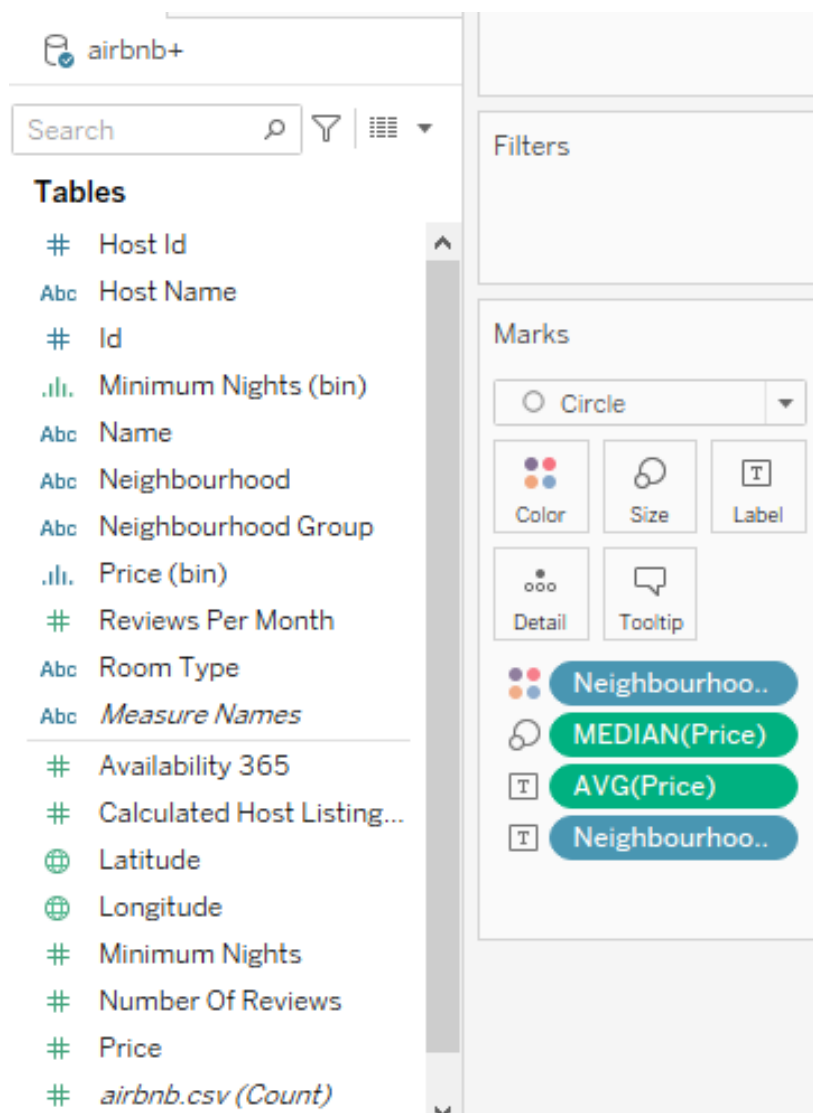 airbnb+
Search
Tables
Host Id
Abc Host Name
Id
Minimum Nights (bin)
Abc Name
Abc Neighbourhood
Abc Neighbourhood Group
Price (bin)
Reviews Per Month
Abc Room Type
Abc Measure Names
Availability 365
Calculated Host Listing...
Latitude
Longitude
Minimum Nights
Number Of Reviews
Price
airbnb.csv (Count)
Filters
Marks
Circle
Color Size T Label
Detail Tooltip
Neighbourhoo..
MEDIAN(Price)
T AVG(Price)
T Neighbourhoo..